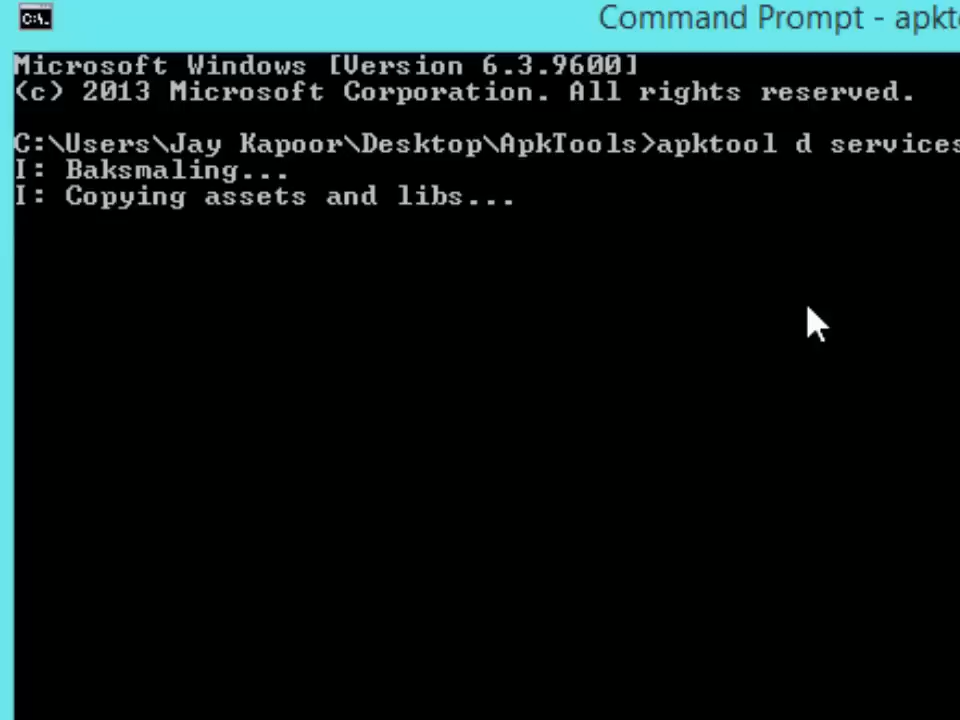 Command Prompt - apkt
Microsoft Windows [Version 6.3.9600]
(c) 2013 Microsoft Corporation. All rights reserved.
C:\Users\Jay Kapoor\Desktop\ApkTools>apktool d services
I: Baksmaling...
I: Copying assets and libs...